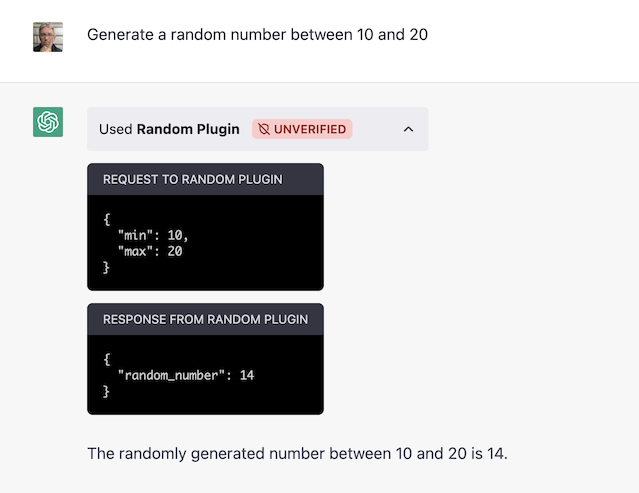 Generate a random number between 10 and 20
Used Random Plugin UNVERIFIED
REQUEST TO RANDOM PLUGIN
{
"min": 10,
"max": 20
}
RESPONSE FROM RANDOM PLUGIN
{
"random_number": 14
}
The randomly generated number between 10 and 20 is 14.